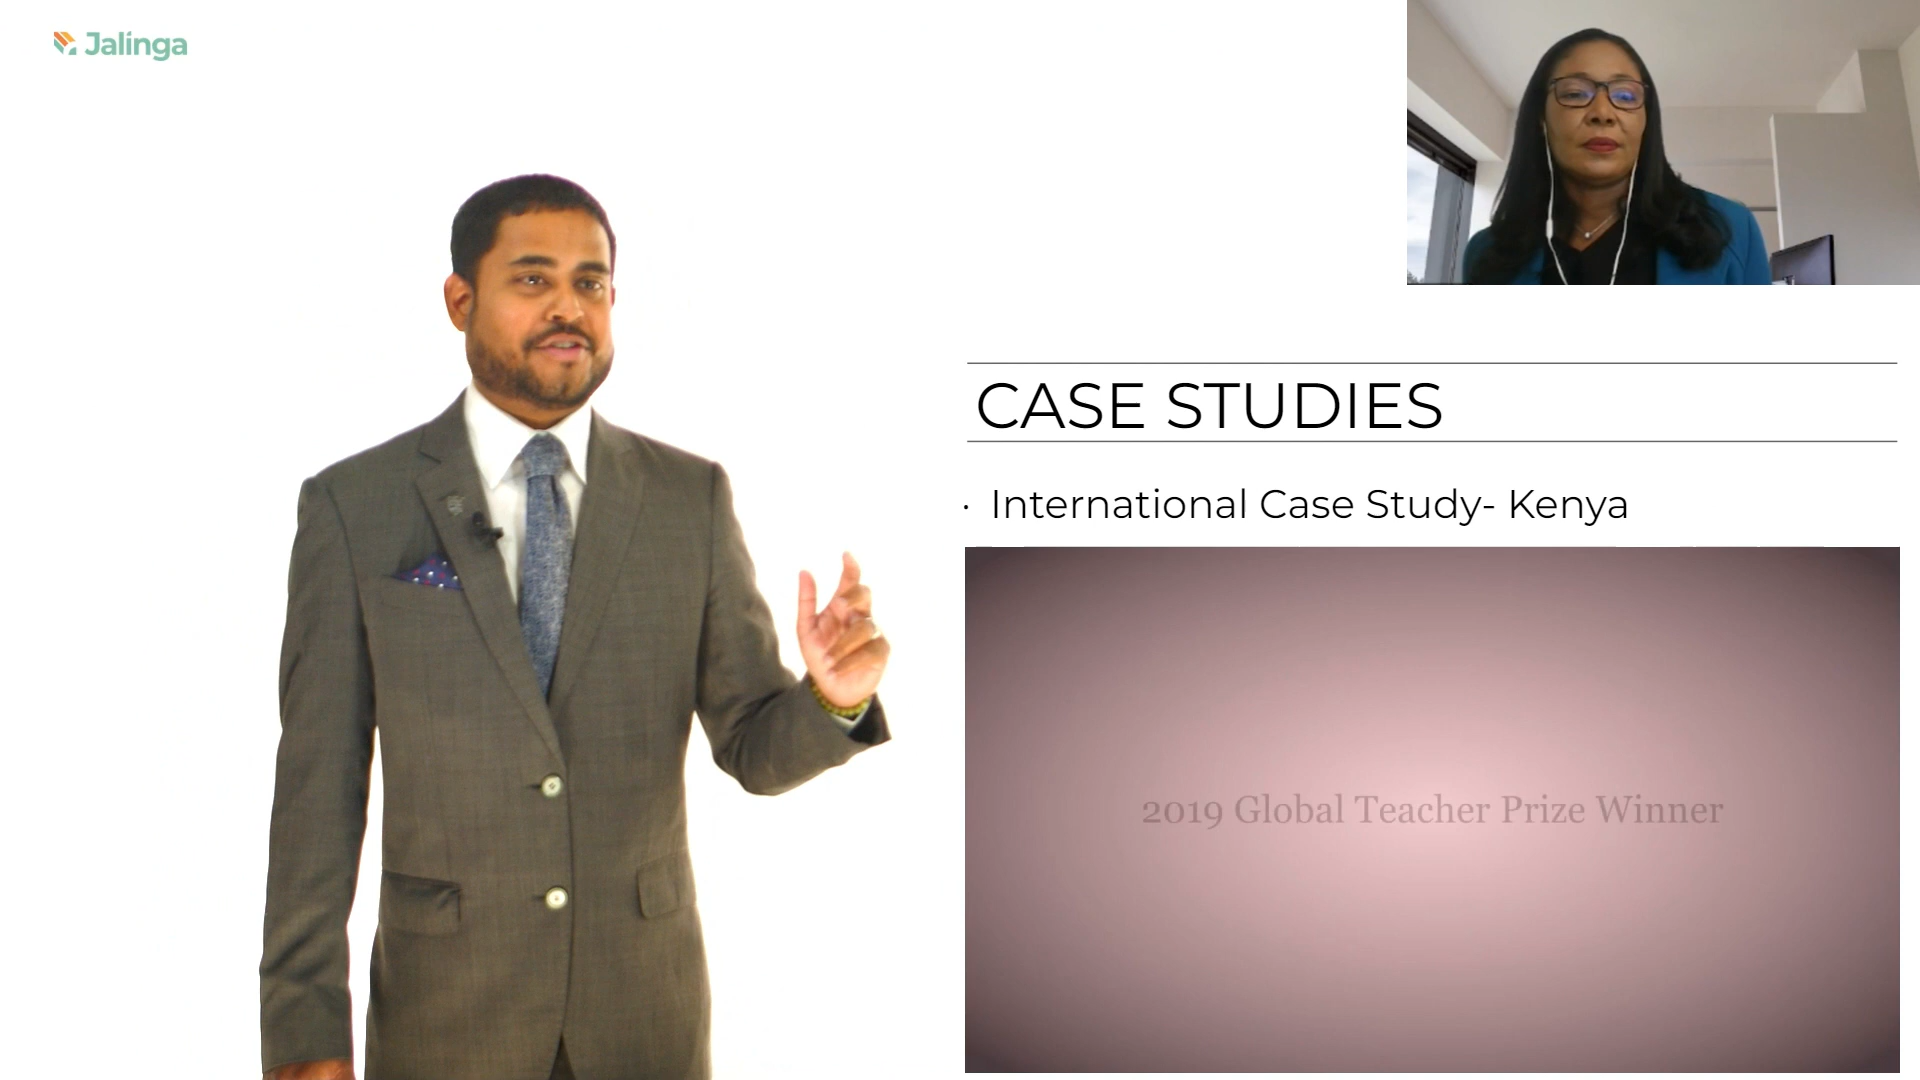 Jalinga
CASE STUDIES
· International Case Study- Kenya
2019 Global Teacher Prize Winner